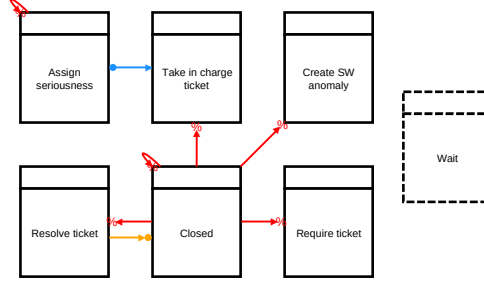 %
Assign
seriousness
Take in charge
ticket
Create SW
anomaly
%
%
Wait
%
Resolve ticket
%
Closed
%
Require ticket